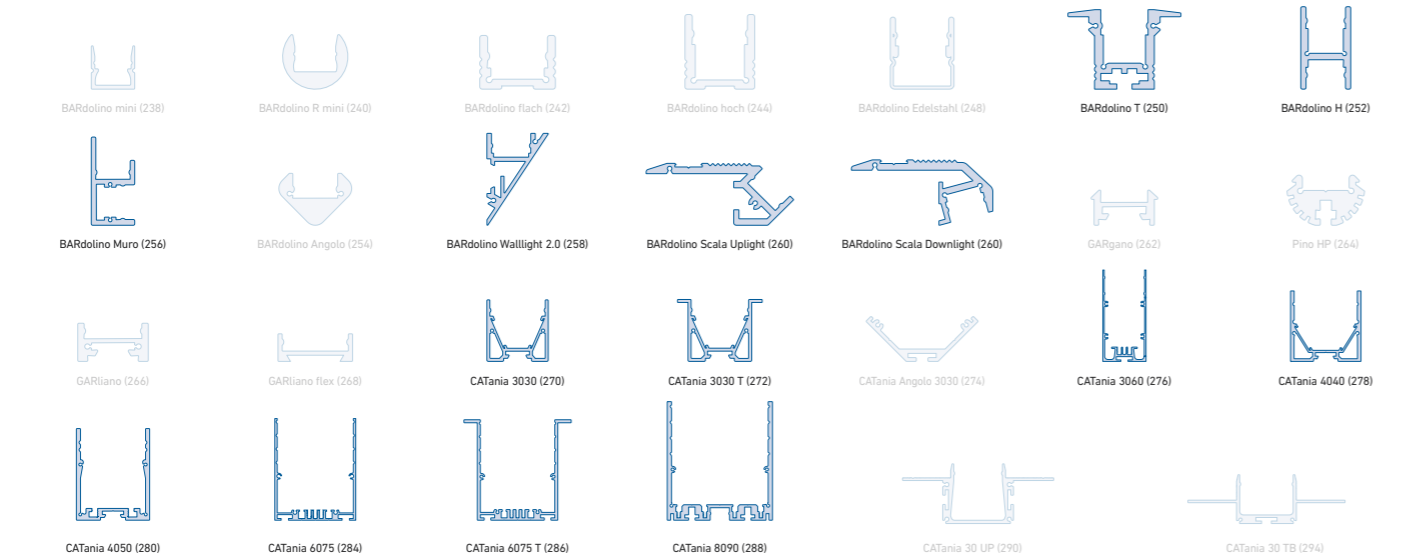 BARdolino mini (238)
BARdolino R mini (240)
BARdolino flach (242)
BARdolino hoch (244)
BARdolino Edelstahl (248)
BARdolino T (250)
BARdolino H (252)
BARdolino Muro (256)
BARdolino Angolo (254)
BARdolino Walllight 2.0 (258)
BARdolino Scala Uplight (260)
BARdolino Scala Downlight (260)
GARgano (262)
Pino HP (264)
GARliano (266)
GARliano flex (268)
CATania 3030 (270)
CATania 3030 T (272)
CATania Angolo 3030 (274)
CATania 3060 (276)
CATania 4040 (278)
CATania 4050 (280)
CATania 6075 (284)
CATania 6075 T (286)
CATania 8090 (288)
CATania 30 UP (290)
CATania 30 TB (294)